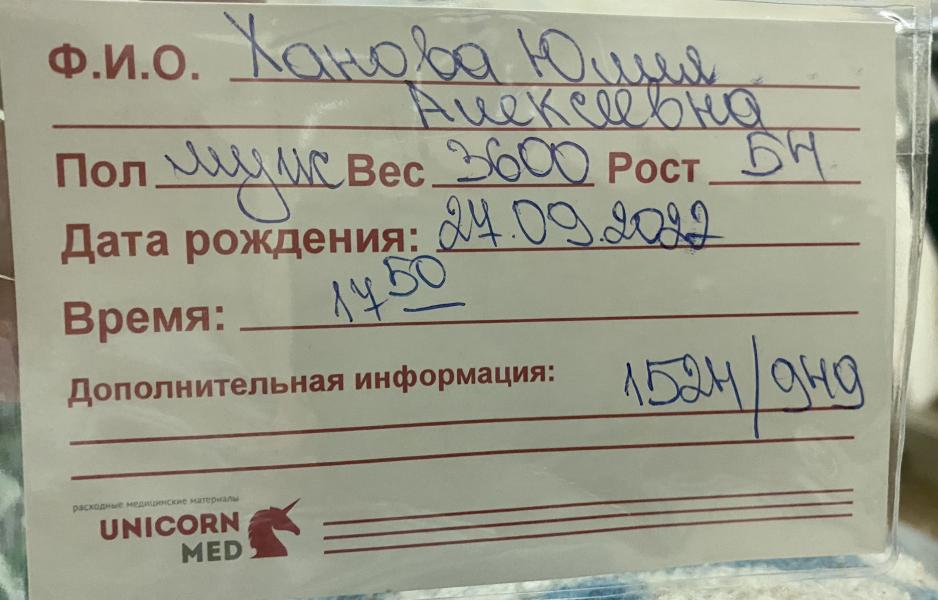 Ф.И.О. Ханова Юлия
Алексеевна
Пол муж Вес 3600 Рост 54
Дата рождения: 27.09.2022
Время: 17 50
Дополнительная информация: 1524/949
расходные медицинские материалы
UNICORN
MED